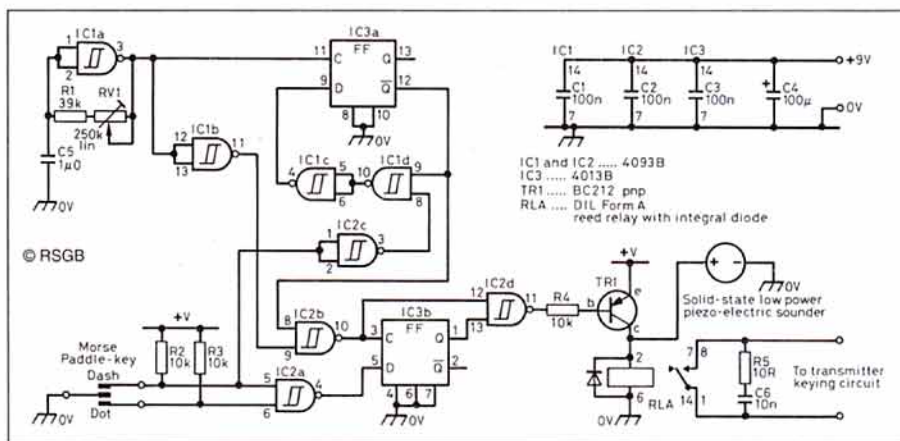 IC1a
1
2
3
R1
39k
RV1
250k
lin
C5
1µ0
0V
IC3a
11 C FF Q 13
9 D Q 12
8 10
0V
IC1b
12
13
11
IC1c
4
5
6
IC1d
10
9
8
IC2c
1
2
3
© RSGB
IC2b
8
9
10
IC2a
5
6
4
+V
R2
10k
R3
10k
Morse
Paddle-key
Dash
Dot
0V
IC3b
3 C FF Q 1
5 D Q 2
4 6 7
0V
IC2d
12
13
11
R4
10k
TR1
b
e
c
+V
2
6
0V
RLA
7 8
14 1
R5
10R
C6
10n
+ -
0V
Solid-state low power
piezo-electric sounder
To transmitter
keying circuit
IC1 IC2 IC3
14 14 14 +
C1
100n
C2
100n
C3
100n
C4
100µ
7 7 7
+9V
0V
IC1 and IC2 ..... 4093B
IC3 ..... 4013B
TR1 ..... BC212 pnp
RLA .... DIL Form A
reed relay with integral diode